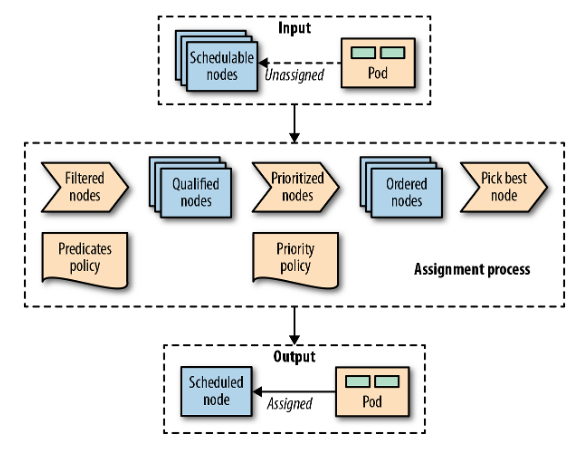 Input
Schedulable
nodes
Unassigned
Pod
Filtered
nodes
Qualified
nodes
Prioritized
nodes
Ordered
nodes
Pick best
node
Predicates
policy
Priority
policy
Assignment process
Output
Scheduled
node
Assigned
Pod